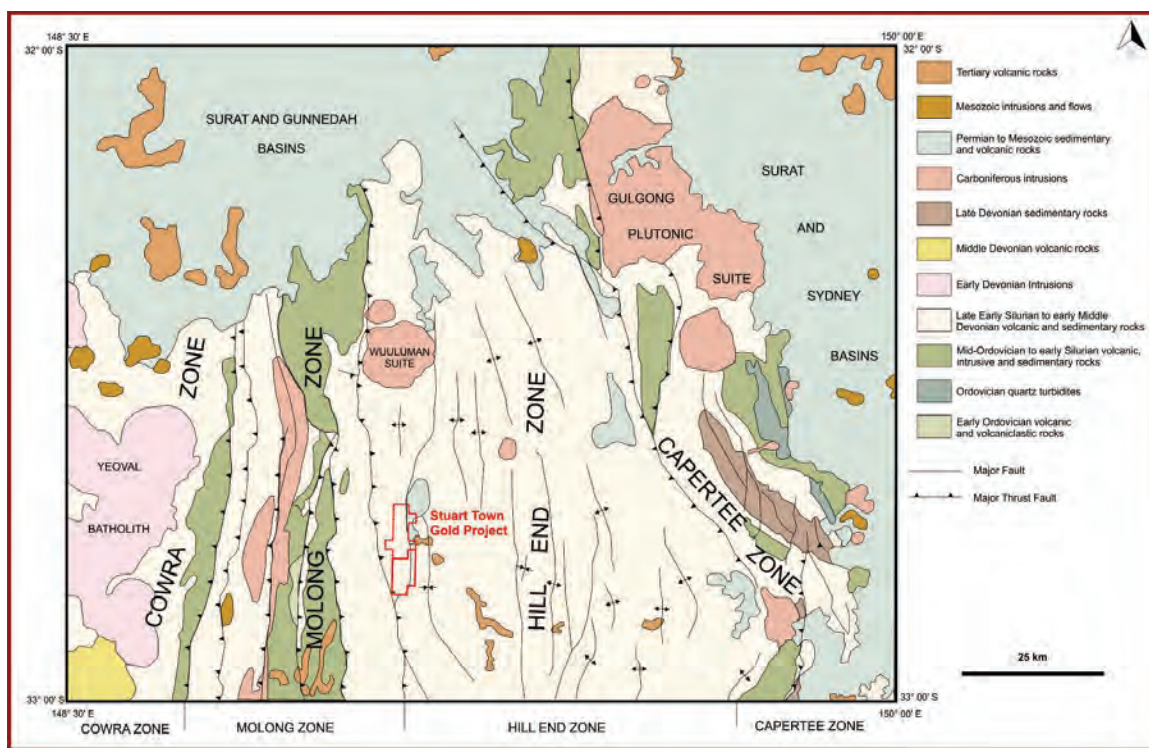 148° 30' E
150° 00' E
32° 00' S
32° 00' S
SURAT AND GUNNEDAH
BASINS
GULGONG
PLUTONIC
SUITE
SURAT
AND
SYDNEY
BASINS
ZONE
ZONE
WUULUMAN
SUITE
ZONE
YEOVAL
BATHOLITH
COWRA
MOLONG
Stuart Town
Gold Project
HILL END
CAPERTEE
ZONE
Tertiary volcanic rocks
Mesozoic intrusions and flows
Permian to Mesozoic sedimentary
and volcanic rocks
Carboniferous intrusions
Late Devonian sedimentary rocks
Middle Devonian volcanic rocks
Early Devonian Intrusions
Late Early Silurian to early Middle
Devonian volcanic and sedimentary rocks
Mid-Ordovician to early Silurian volcanic,
intrusive and sedimentary rocks
Ordovician quartz turbidites
Early Ordovician volcanic
and volcaniclastic rocks
Major Fault
Major Thrust Fault
25 km
33° 00' S
33° 00' S
148° 30' E
150° 00' E
COWRA ZONE
MOLONG ZONE
HILL END ZONE
CAPERTEE ZONE